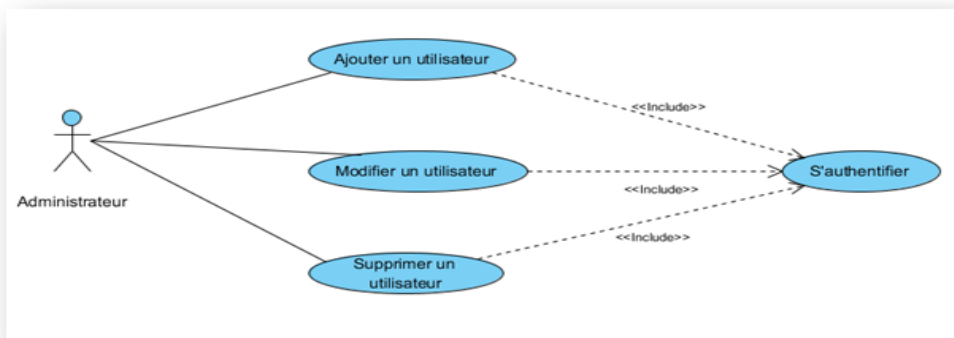 Ajouter un utilisateur
<<Include>>
Administrateur
Modifier un utilisateur
<<Include>>
S'authentifier
<<Include>>
Supprimer un
utilisateur